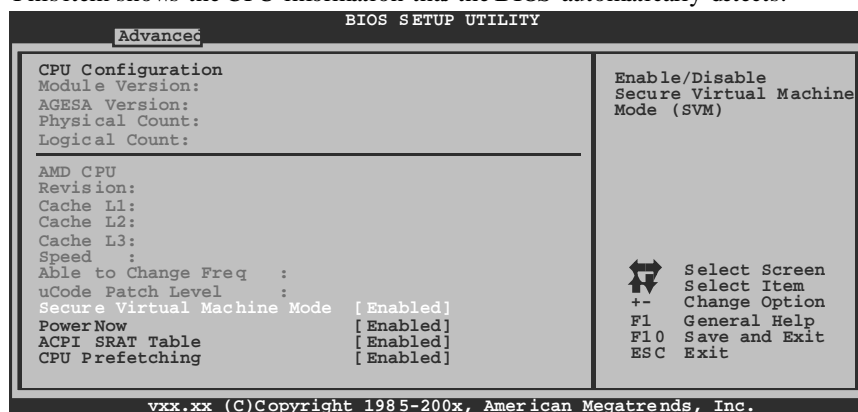 This item shows the CPU information that the BIOS automatically detects.
BIOS SETUP UTILITY
Advanced
CPU Configuration
Module Version:
AGESA Version:
Physical Count:
Logical Count:
AMD CPU
Revision:
Cache L1:
Cache L2:
Cache L3:
Speed :
Able to Change Freq :
uCode Patch Level :
Secure Virtual Machine Mode [Enabled]
PowerNow [Enabled]
ACPI SRAT Table [Enabled]
CPU Prefetching [Enabled]
Enable/Disable
Secure Virtual Machine
Mode (SVM)
Select Screen
Select Item
+- Change Option
F1 General Help
F10 Save and Exit
ESC Exit
vxx.xx (C)Copyright 1985-200x, American Megatrends, Inc.